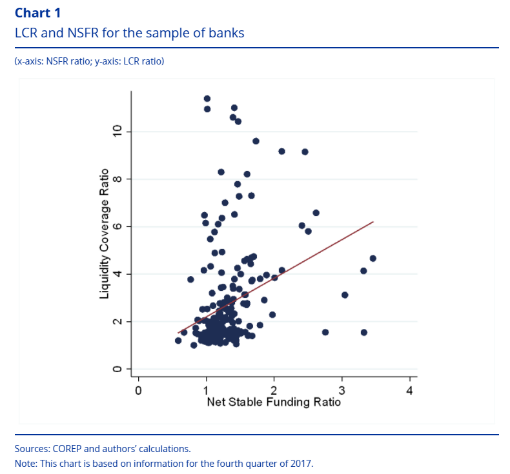 Chart 1
LCR and NSFR for the sample of banks
(x-axis: NSFR ratio; y-axis: LCR ratio)
10
8
6
4
2
0
Liquidity Coverage Ratio
0 1 2 3 4
Net Stable Funding Ratio
Sources: COREP and authors' calculations.
Note: This chart is based on information for the fourth quarter of 2017.